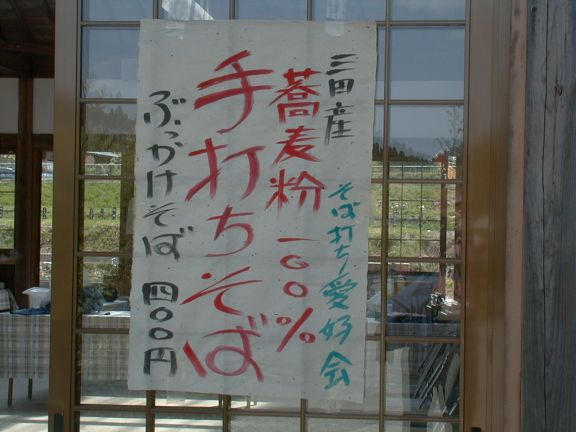 三田産
そば打ち愛好会
蕎麦粉 一〇〇%
手打ちそば
ぶっかけそば 四〇〇円